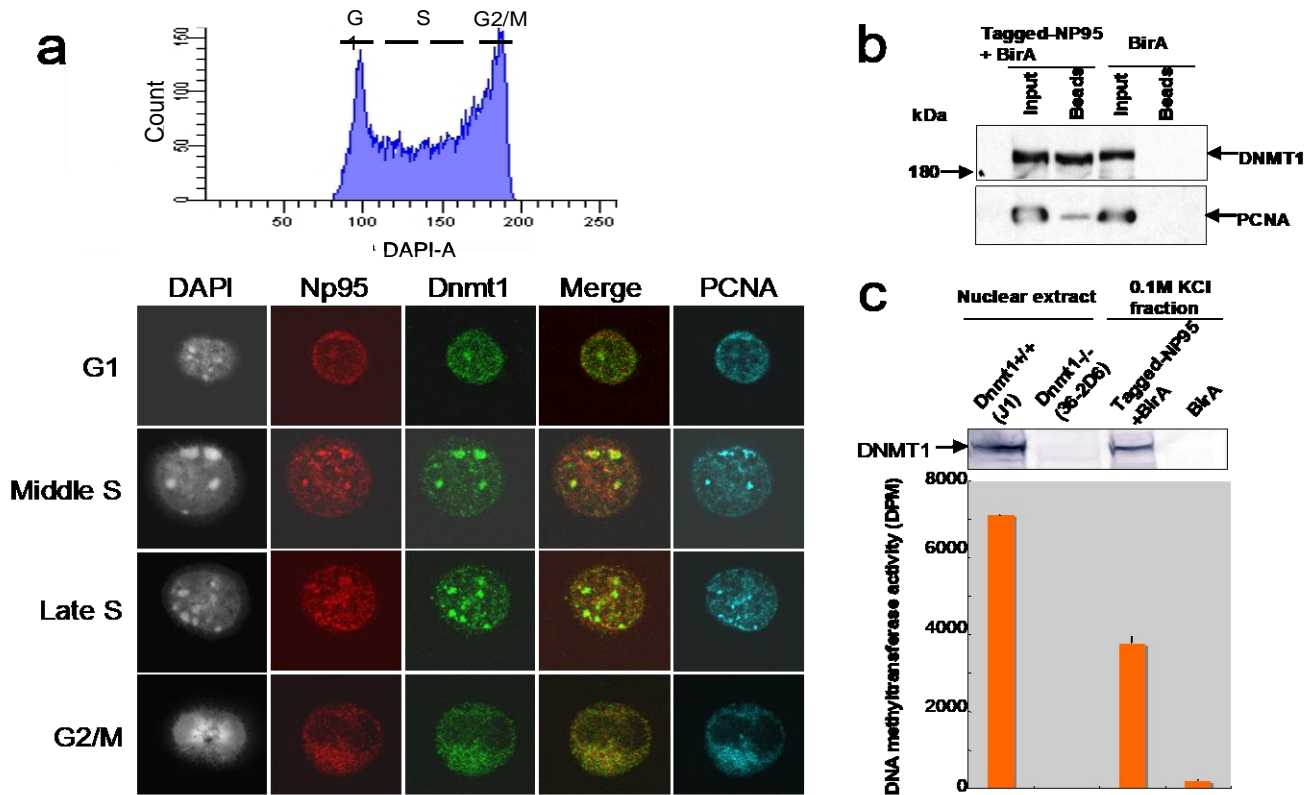 a
G S G2/M
1
Count
0 50 100 150
50 100 150 200 250
DAPI-A
DAPI Np95 Dnmt1 Merge PCNA
G1
Middle S
Late S
G2/M
b
Tagged-NP95
+ BirA
BirA
Input Beads Input Beads
kDa
180
DNMT1
PCNA
c
Nuclear extract
0.1M KCl
fraction
Dnmt1+/+
(J1)
Dnmt1-/-
(36-2D6)
Tagged-NP95
+BirA
BirA
DNMT1
DNA methyltransferase activity (DPM)
8000
6000
4000
2000
0